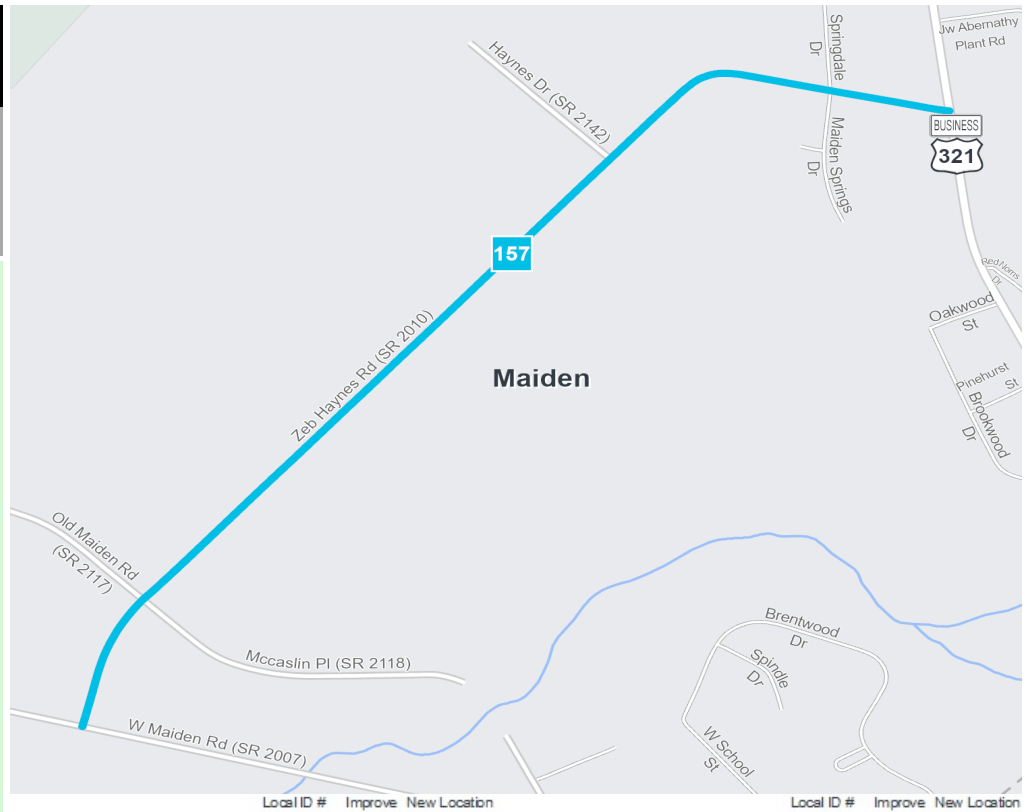 Jw Abernathy
Plant Rd
Springdale
Dr
Haynes Dr (SR 2142)
BUSINESS
321
Maiden Springs
Dr
157
Red Norris
Dr
Oakwood
St
Zeb Haynes Rd (SR 2010)
Maiden
Pinehurst
St
Brookwood
Dr
Old Maiden Rd
(SR 2117)
Brentwood
Dr
Mccaslin Pl (SR 2118)
Spindle
Dr
W Maiden Rd (SR 2007)
W School
St
Local ID # Improve New Location Local ID # Improve New Location